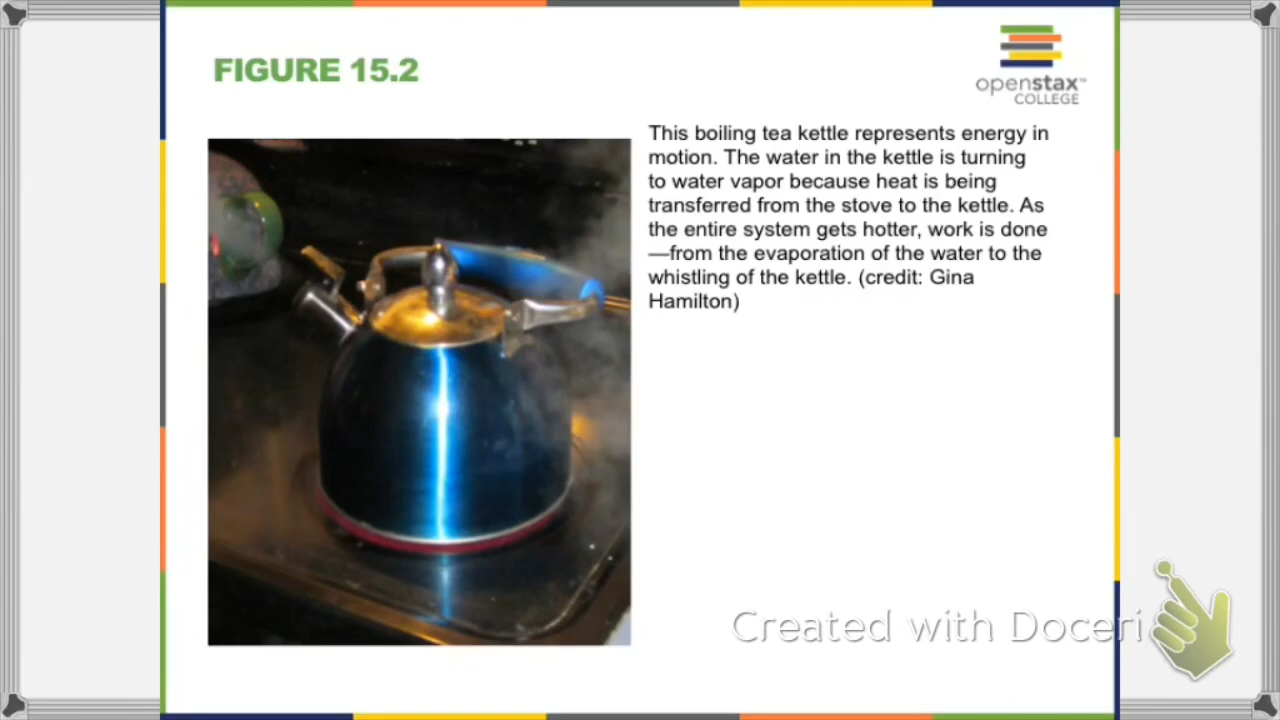 FIGURE 15.2
openstax™
COLLEGE
This boiling tea kettle represents energy in
motion. The water in the kettle is turning
to water vapor because heat is being
transferred from the stove to the kettle. As
the entire system gets hotter, work is done
—from the evaporation of the water to the
whistling of the kettle. (credit: Gina
Hamilton)
Created with Doceri